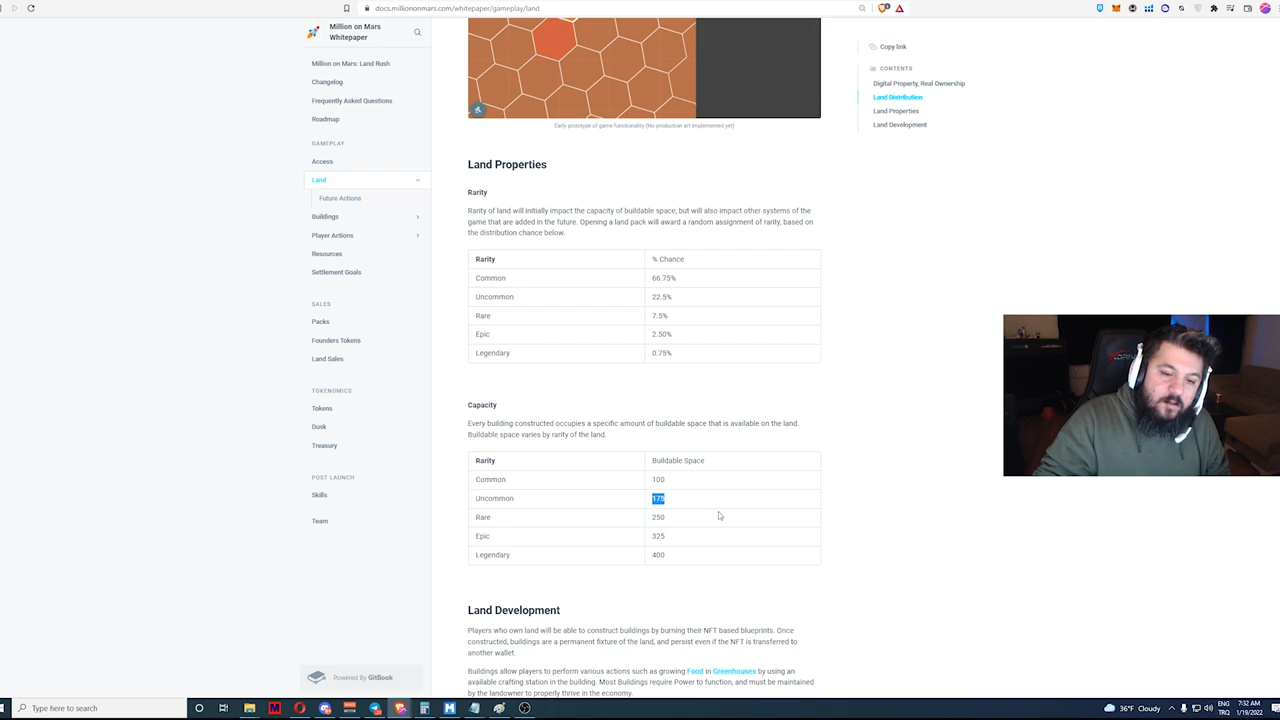 docs.milliononmars.com/whitepaper/gameplay/land
Million on Mars
Whitepaper
Million on Mars: Land Rush
Changelog
Frequently Asked Questions
Roadmap
GAMEPLAY
Access
Land
Future Actions
Buildings
Player Actions
Resources
Settlement Goals
SALES
Packs
Founders Tokens
Land Sales
TOKENOMICS
Tokens
Dusk
Treasury
POST LAUNCH
Skills
Team
Powered By GitBook
Early prototype of game functionality (No production art implemented yet)
Land Properties
Rarity
Rarity of land will initially impact the capacity of buildable space, but will also impact other systems of the
game that are added in the future. Opening a land pack will award a random assignment of rarity, based on
the distribution chance below.
Rarity % Chance
Common 66.75%
Uncommon 22.5%
Rare 7.5%
Epic 2.50%
Legendary 0.75%
Capacity
Every building constructed occupies a specific amount of buildable space that is available on the land.
Buildable space varies by rarity of the land.
Rarity Buildable Space
Common 100
Uncommon 175
Rare 250
Epic 325
Legendary 400
Land Development
Players who own land will be able to construct buildings by burning their NFT based blueprints. Once
constructed, buildings are a permanent fixture of the land, and persist even if the NFT is transferred to
another wallet.
Buildings allow players to perform various actions such as growing Food in Greenhouses by using an
available crafting station in the building. Most Buildings require Power to function, and must be maintained
by the landowner to properly thrive in the economy.
Copy link
CONTENTS
Digital Property, Real Ownership
Land Distribution
Land Properties
Land Development
Type here to search
36°F Cloudy
ENG
TRQ
7:32 AM
1/19/2022